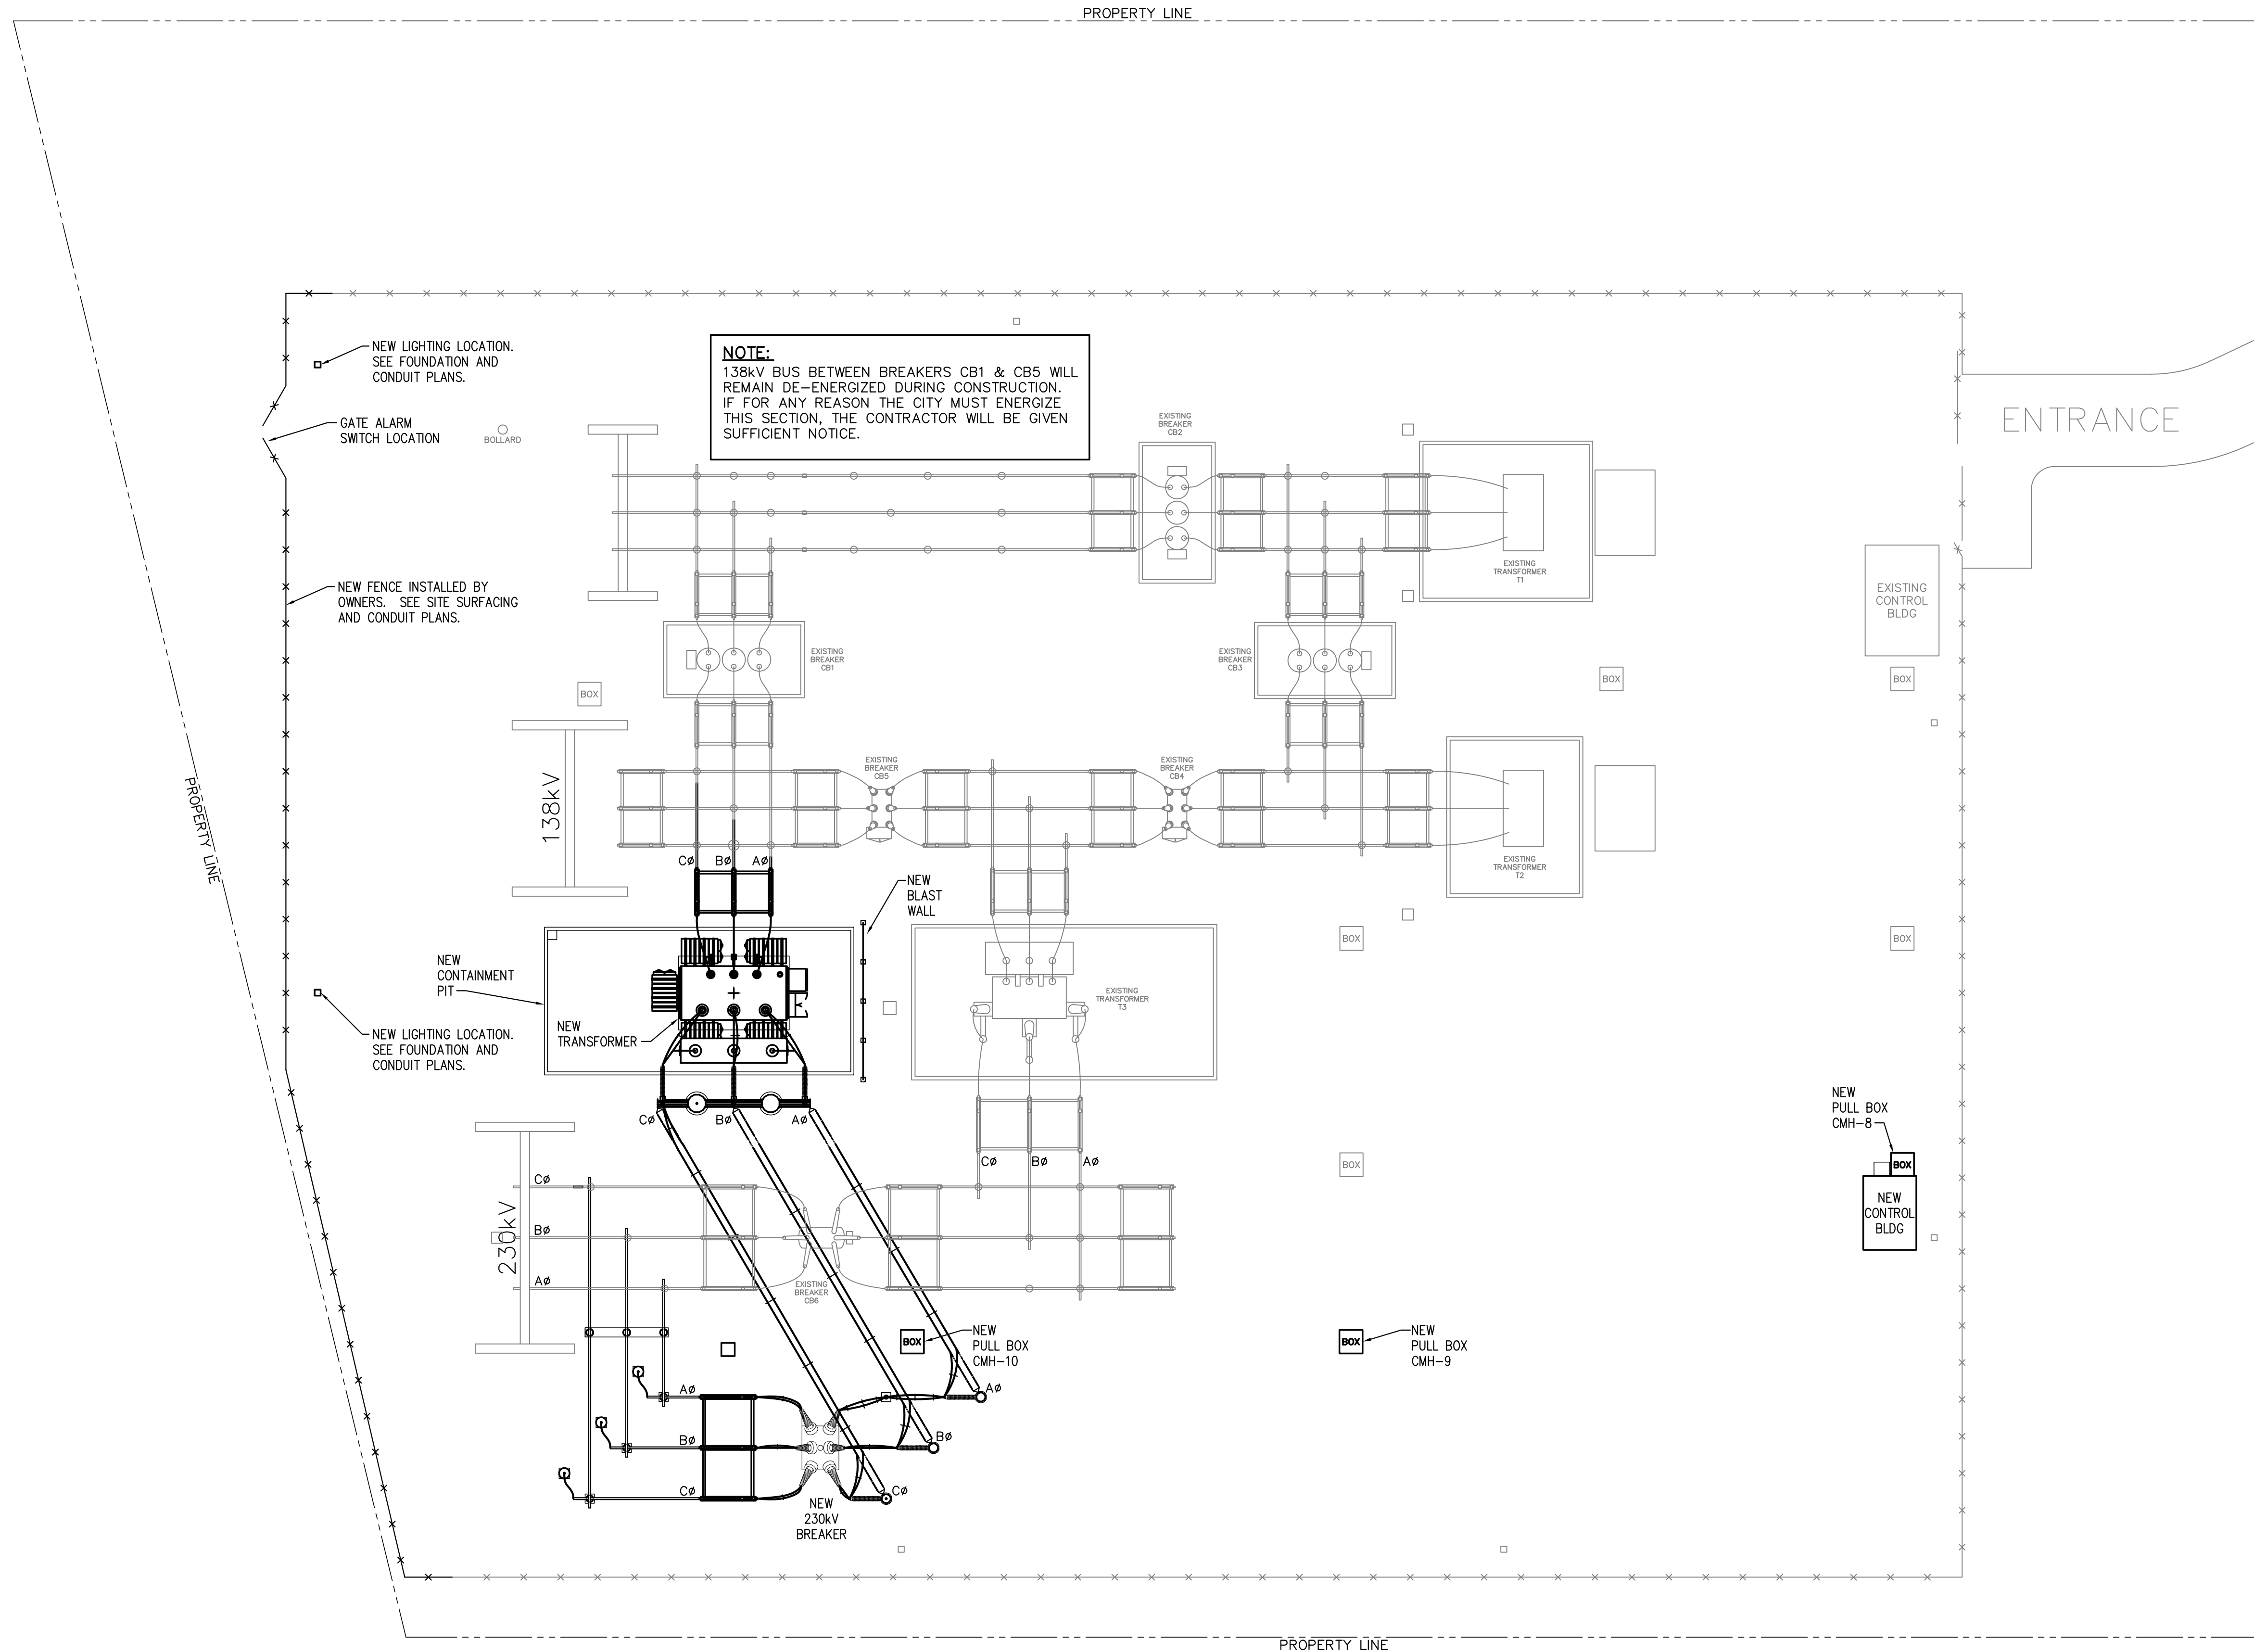 PROPERTY LINE
NEW LIGHTING LOCATION.
SEE FOUNDATION AND
CONDUIT PLANS.
NOTE:
138kV BUS BETWEEN BREAKERS CB1 & CB5 WILL
REMAIN DE-ENERGIZED DURING CONSTRUCTION.
IF FOR ANY REASON THE CITY MUST ENERGIZE
THIS SECTION, THE CONTRACTOR WILL BE GIVEN
SUFFICIENT NOTICE.
GATE ALARM
SWITCH LOCATION
BOLLARD
EXISTING
BREAKER
CB2
ENTRANCE
EXISTING
TRANSFORMER
T1
NEW FENCE INSTALLED BY
OWNERS. SEE SITE SURFACING
AND CONDUIT PLANS.
EXISTING
CONTROL
BLDG
EXISTING
BREAKER
CB1
EXISTING
BREAKER
CB3
BOX
BOX
BOX
138kV
EXISTING
BREAKER
CB5
EXISTING
BREAKER
CB4
PROPERTY LINE
CØ
BØ
AØ
EXISTING
TRANSFORMER
T2
NEW
BLAST
WALL
BOX
BOX
NEW
CONTAINMENT
PIT
EXISTING
TRANSFORMER
T3
NEW
TRANSFORMER
NEW LIGHTING LOCATION.
SEE FOUNDATION AND
CONDUIT PLANS.
CØ
BØ
AØ
NEW
PULL BOX
CMH-8
CØ
BØ
AØ
BOX
BOX
CØ
BØ
AØ
230kV
NEW
CONTROL
BLDG
EXISTING
BREAKER
CB6
BOX
NEW
PULL BOX
CMH-10
BOX
NEW
PULL BOX
CMH-9
AØ
AØ
BØ
BØ
CØ
CØ
NEW
230kV
BREAKER
PROPERTY LINE